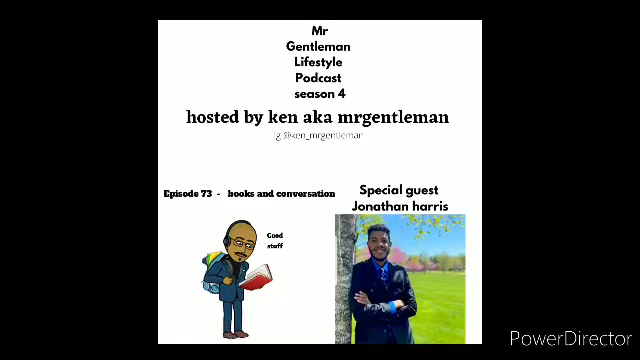 Mr
Gentleman
Lifestyle
Podcast
season 4
hosted by ken aka mrgentleman
ig @ken_mrgentleman
Episode 73 - books and conversation
Special guest
Jonathan harris
Good
stuff
PowerDirector